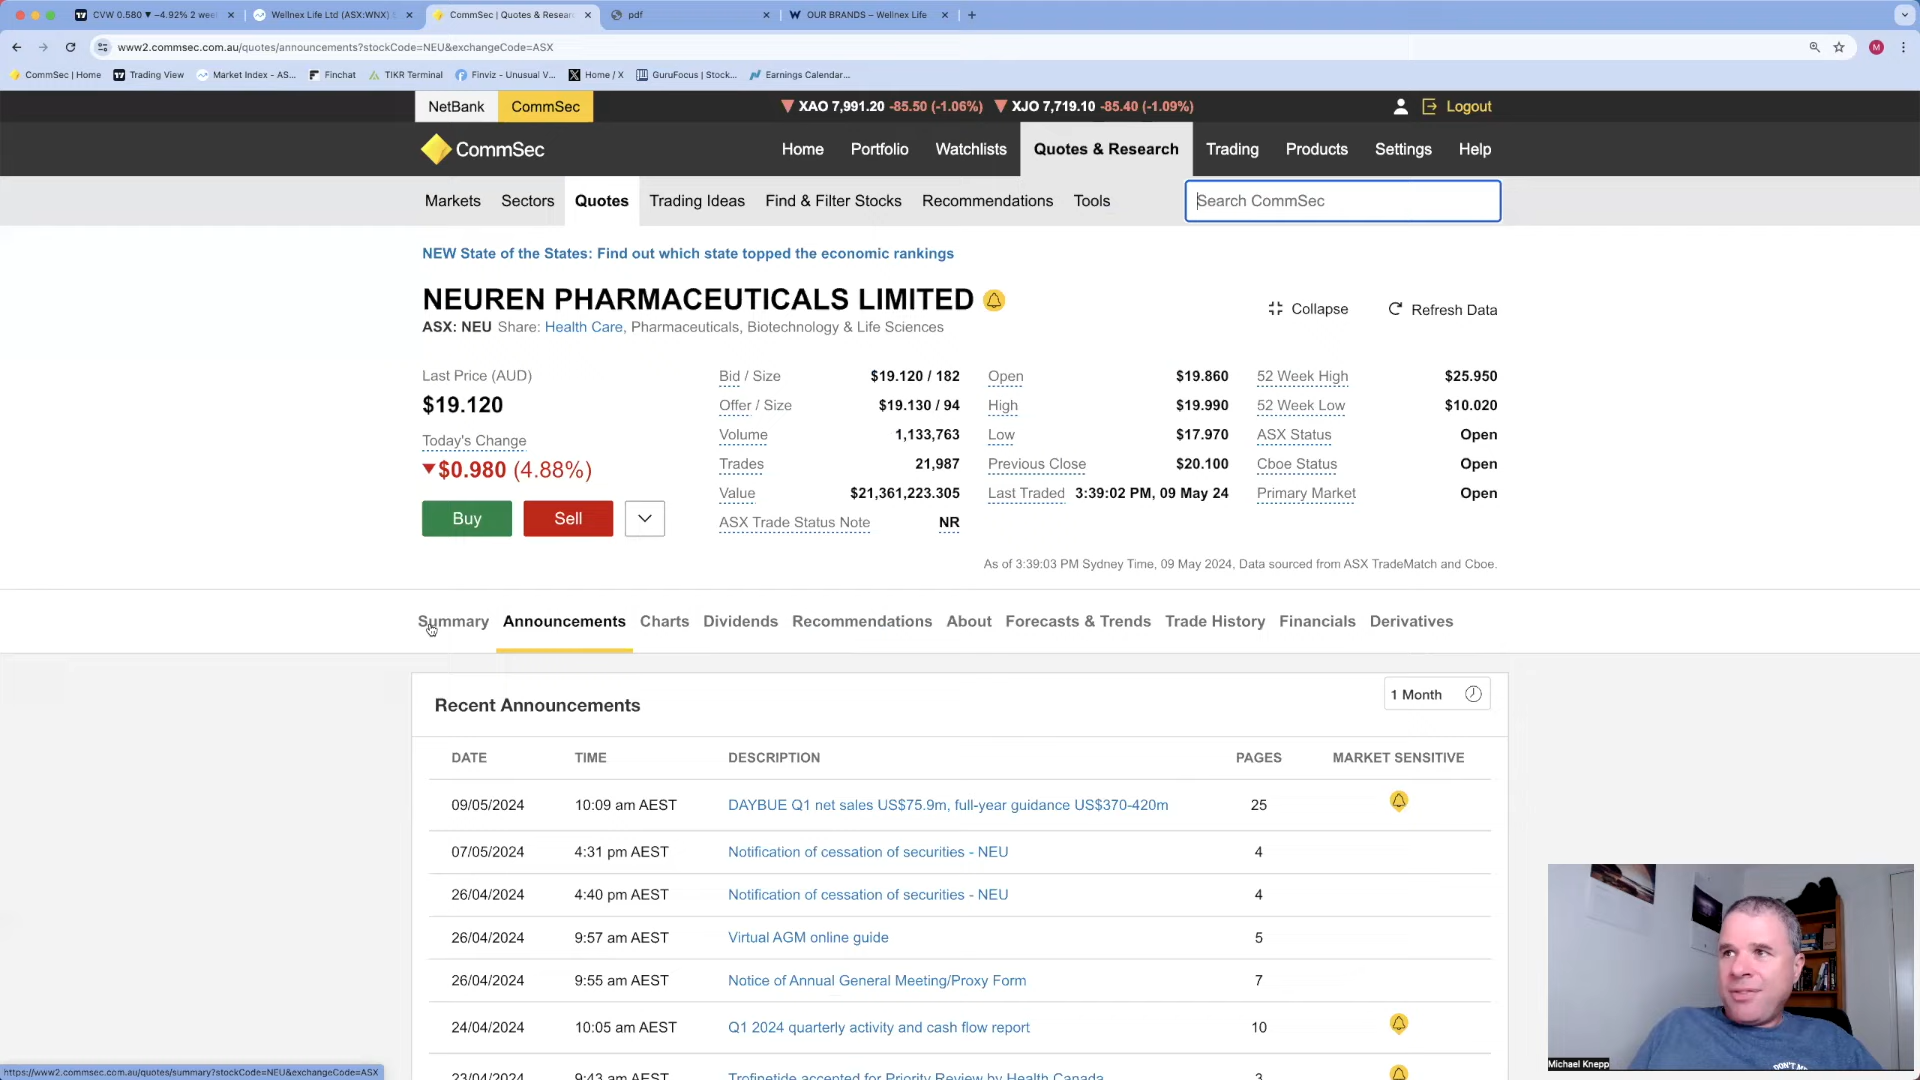 CVW 0.580 ▼ −4.92% 2 wee
Wellnex Life Ltd (ASX:WNX)
CommSec | Quotes & Resear
pdf
OUR BRANDS – Wellnex Life
www2.commsec.com.au/quotes/announcements?stockCode=NEU&exchangeCode=ASX
CommSec | Home
Trading View
Market Index - AS...
Finchat
TIKR Terminal
Finviz - Unusual V...
Home / X
GuruFocus | Stock...
Earnings Calendar...
NetBank
CommSec
XAO 7,991.20 -85.50 (-1.06%)
XJO 7,719.10 -85.40 (-1.09%)
Logout
CommSec
Home
Portfolio
Watchlists
Quotes & Research
Trading
Products
Settings
Help
Markets
Sectors
Quotes
Trading Ideas
Find & Filter Stocks
Recommendations
Tools
Search CommSec
NEW State of the States: Find out which state topped the economic rankings
NEUREN PHARMACEUTICALS LIMITED
Collapse
Refresh Data
ASX: NEU Share: Health Care, Pharmaceuticals, Biotechnology & Life Sciences
Last Price (AUD)
$19.120
Today's Change
▼$0.980 (4.88%)
Buy
Sell
Bid / Size $19.120 / 182
Offer / Size $19.130 / 94
Volume 1,133,763
Trades 21,987
Value $21,361,223.305
ASX Trade Status Note NR
Open $19.860
High $19.990
Low $17.970
Previous Close $20.100
Last Traded 3:39:02 PM, 09 May 24
52 Week High $25.950
52 Week Low $10.020
ASX Status Open
Cboe Status Open
Primary Market Open
As of 3:39:03 PM Sydney Time, 09 May 2024, Data sourced from ASX TradeMatch and Cboe.
Summary
Announcements
Charts
Dividends
Recommendations
About
Forecasts & Trends
Trade History
Financials
Derivatives
Recent Announcements
1 Month
DATE TIME DESCRIPTION PAGES MARKET SENSITIVE
09/05/2024 10:09 am AEST DAYBUE Q1 net sales US$75.9m, full-year guidance US$370-420m 25
07/05/2024 4:31 pm AEST Notification of cessation of securities - NEU 4
26/04/2024 4:40 pm AEST Notification of cessation of securities - NEU 4
26/04/2024 9:57 am AEST Virtual AGM online guide 5
26/04/2024 9:55 am AEST Notice of Annual General Meeting/Proxy Form 7
24/04/2024 10:05 am AEST Q1 2024 quarterly activity and cash flow report 10
23/04/2024 9:43 am AEST Trofinetide accepted for Priority Review by Health Canada 3
https://www2.commsec.com.au/quotes/summary?stockCode=NEU&exchangeCode=ASX
M
Michael Knepp
DON'T